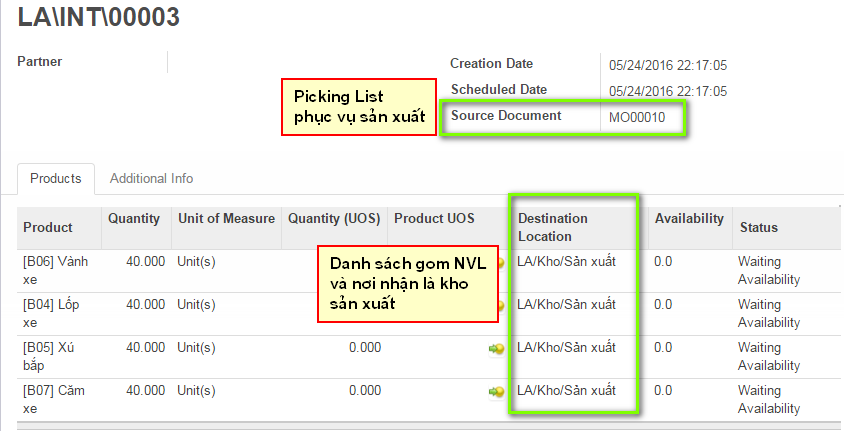 LA\INT\00003
Partner
Creation Date 05/24/2016 22:17:05
Scheduled Date 05/24/2016 22:17:05
Source Document MO00010
Picking List
phục vụ sản xuất
Products Additional Info
Product Quantity Unit of Measure Quantity (UOS) Product UOS Destination Location Availability Status
[B06] Vành xe 40.000 Unit(s) LA/Kho/Sản xuất 0.0 Waiting Availability
Danh sách gom NVL
và nơi nhận là kho
sản xuất
[B04] Lốp xe 40.000 Unit(s) LA/Kho/Sản xuất 0.0 Waiting Availability
[B05] Xú bắp 40.000 Unit(s) 0.000 LA/Kho/Sản xuất 0.0 Waiting Availability
[B07] Căm xe 40.000 Unit(s) 0.000 LA/Kho/Sản xuất 0.0 Waiting Availability